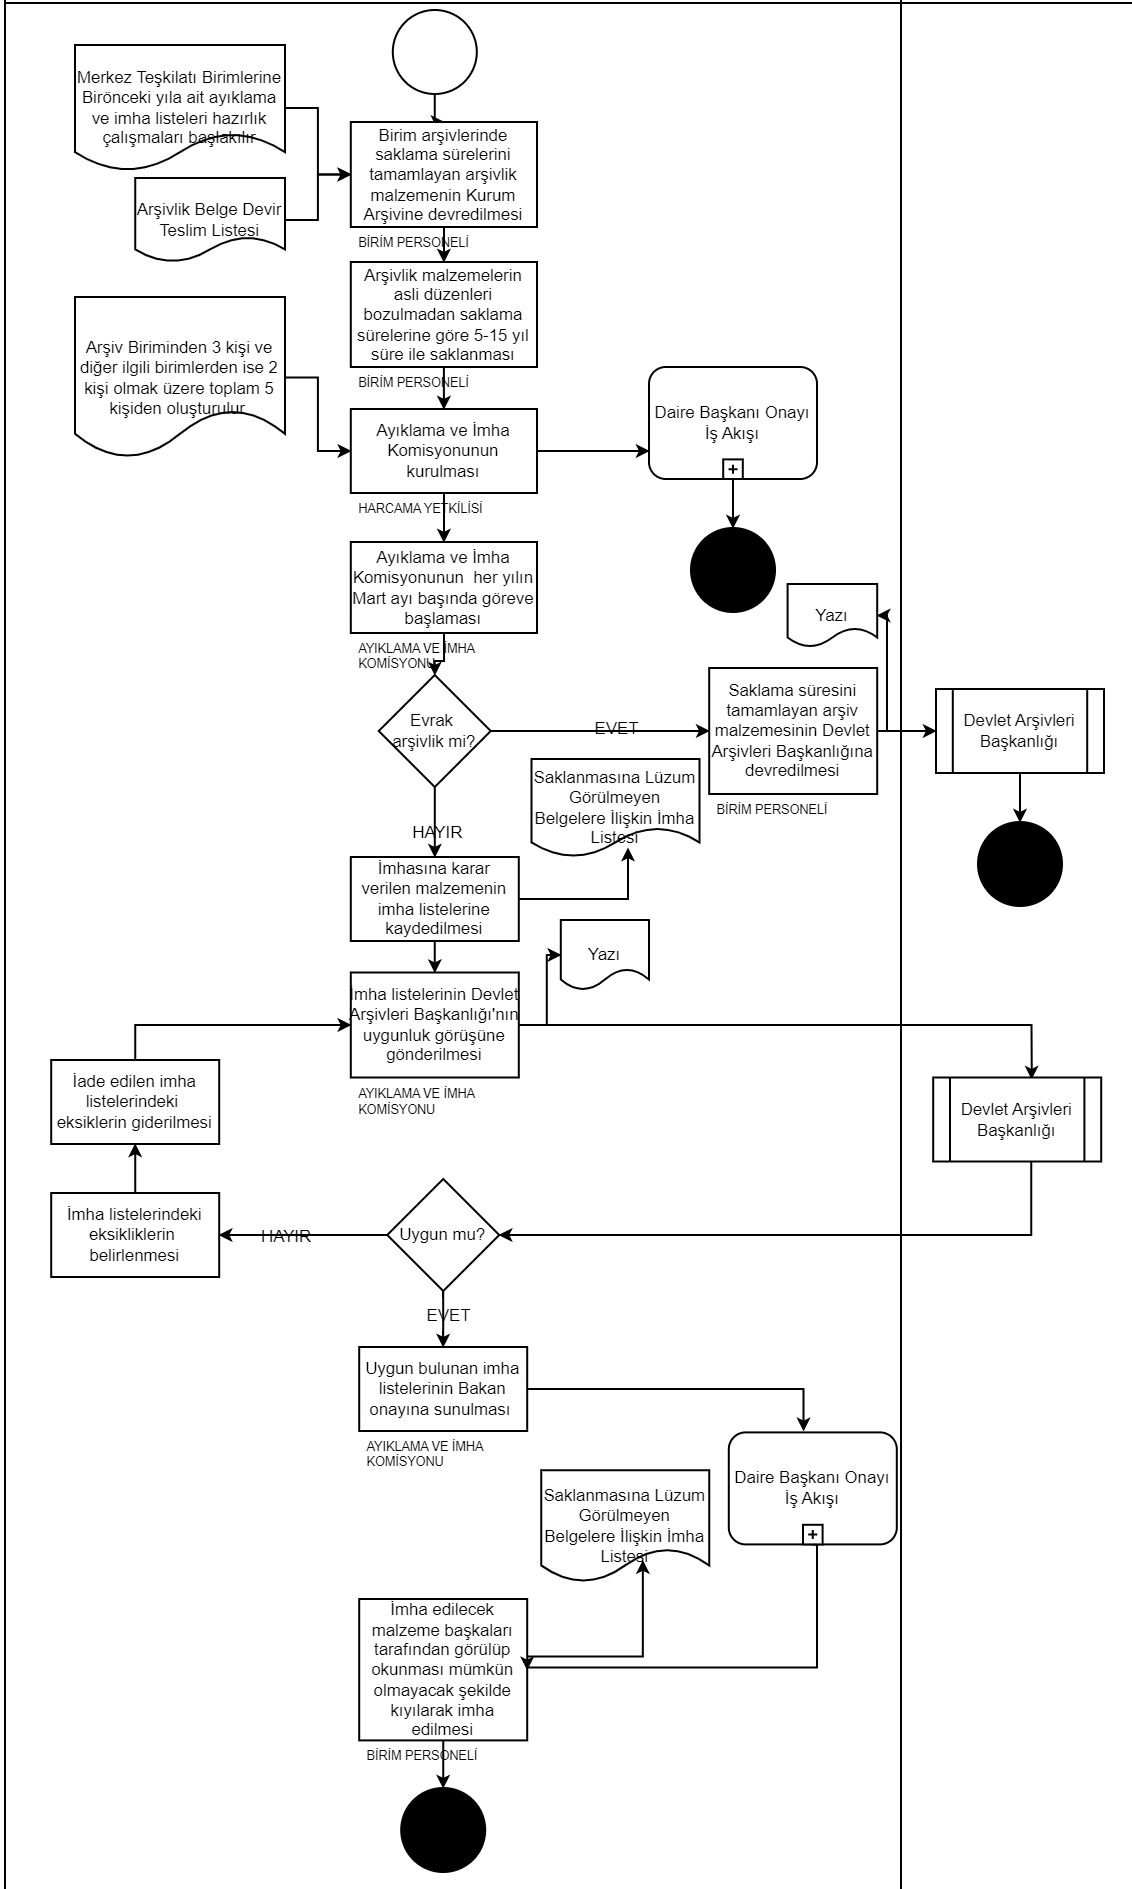 Merkez Teşkilatı Birimlerine
Birönceki yıla ait ayıklama
ve imha listeleri hazırlık
çalışmaları başlakılır
Arşivlik Belge Devir
Teslim Listesi
Birim arşivlerinde
saklama sürelerini
tamamlayan arşivlik
malzemenin Kurum
Arşivine devredilmesi
BİRİM PERSONELİ
Arşivlik malzemelerin
asli düzenleri
bozulmadan saklama
sürelerine göre 5-15 yıl
süre ile saklanması
BİRİM PERSONELİ
Arşiv Biriminden 3 kişi ve
diğer ilgili birimlerden ise 2
kişi olmak üzere toplam 5
kişiden oluşturulur
Ayıklama ve İmha
Komisyonunun
kurulması
HARCAMA YETKİLİSİ
Daire Başkanı Onayı
İş Akışı
Ayıklama ve İmha
Komisyonunun  her yılın
Mart ayı başında göreve
başlaması
AYIKLAMA VE İMHA
KOMİSYONU
Evrak
arşivlik mi?
EVET
Saklama süresini
tamamlayan arşiv
malzemesinin Devlet
Arşivleri Başkanlığına
devredilmesi
BİRİM PERSONELİ
Yazı
Devlet Arşivleri
Başkanlığı
HAYIR
Saklanmasına Lüzum
Görülmeyen
Belgelere İlişkin İmha
Listesi
İmhasına karar
verilen malzemenin
imha listelerine
kaydedilmesi
Yazı
İmha listelerinin Devlet
Arşivleri Başkanlığı'nın
uygunluk görüşüne
gönderilmesi
AYIKLAMA VE İMHA
KOMİSYONU
İade edilen imha
listelerindeki
eksiklerin giderilmesi
Devlet Arşivleri
Başkanlığı
İmha listelerindeki
eksikliklerin
belirlenmesi
HAYIR
Uygun mu?
EVET
Uygun bulunan imha
listelerinin Bakan
onayına sunulması
AYIKLAMA VE İMHA
KOMİSYONU
Daire Başkanı Onayı
İş Akışı
Saklanmasına Lüzum
Görülmeyen
Belgelere İlişkin İmha
Listesi
İmha edilecek
malzeme başkaları
tarafından görülüp
okunması mümkün
olmayacak şekilde
kıyılarak imha
edilmesi
BİRİM PERSONELİ